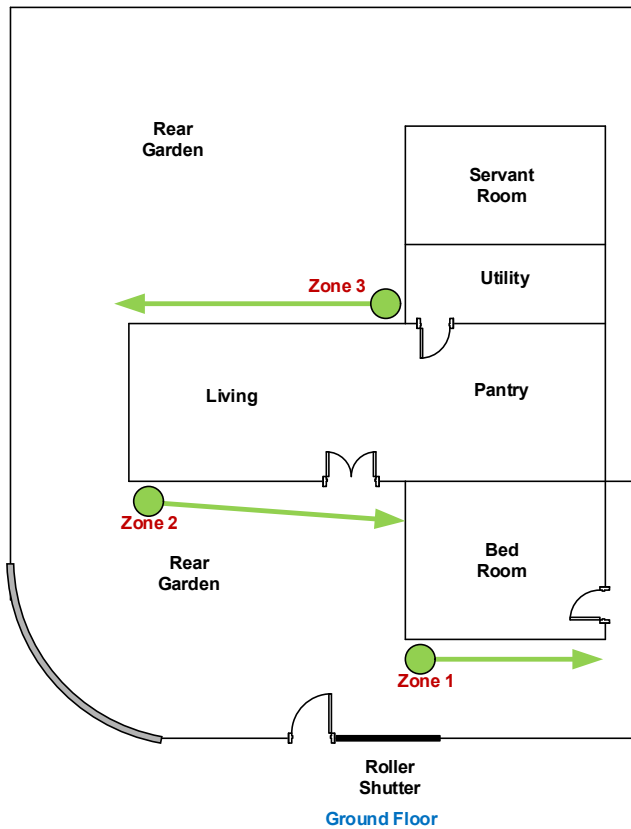 Rear
Garden
Servant
Room
Utility
Zone 3
Living
Pantry
Zone 2
Rear
Garden
Bed
Room
Zone 1
Roller
Shutter
Ground Floor